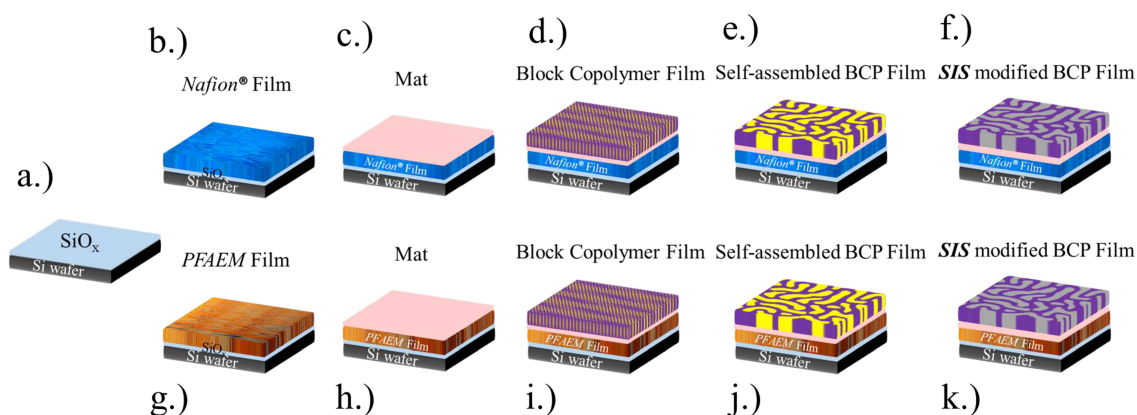 b.)
c.)
d.)
e.)
f.)
Nafion® Film
Mat
Block Copolymer Film
Self-assembled BCP Film
SIS modified BCP Film
SiO
Si wafer
Nafion® Film
Si wafer
Nafion® Film
Si wafer
Nafion® Film
Si wafer
Nafion® Film
Si wafer
a.)
SiOx
Si wafer
PFAEM Film
Mat
Block Copolymer Film
Self-assembled BCP Film
SIS modified BCP Film
SiO
Si wafer
PFAEM Film
Si wafer
PFAEM Film
Si wafer
PFAEM Film
Si wafer
PFAEM Film
Si wafer
g.)
h.)
i.)
j.)
k.)